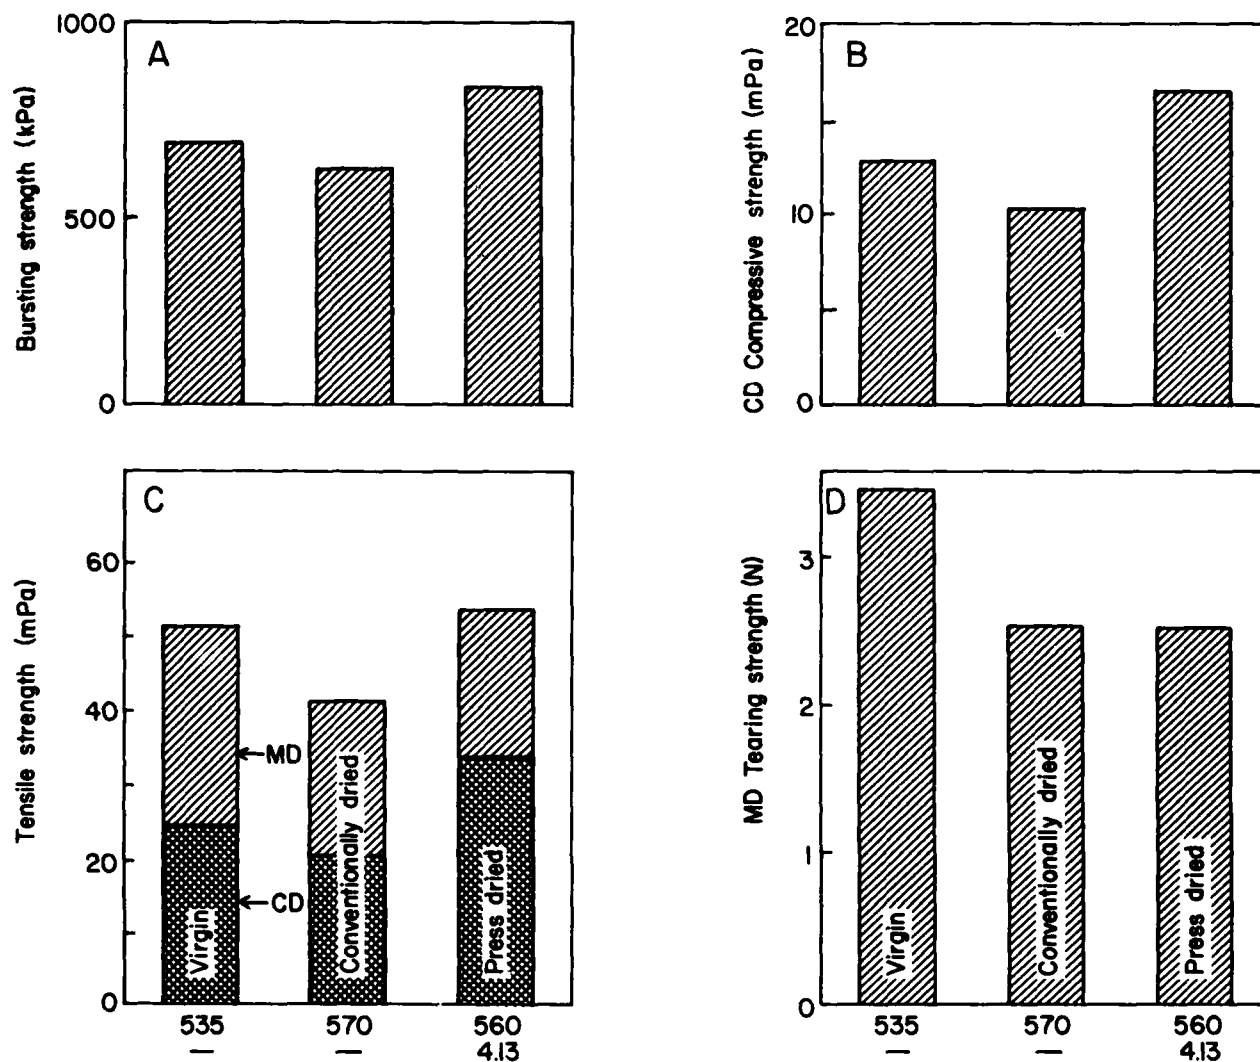 A
Bursting strength (kPa)
1000
500
0
B
CD Compressive strength (mPa)
20
10
0
C
Tensile strength (mPa)
60
40
20
0
←MD
←CD
Virgin
Conventionally dried
Press dried
535
570
560
—
—
4.13
D
MD Tearing strength (N)
3
2
1
0
Virgin
Conventionally dried
Press dried
535
570
560
—
—
4.13